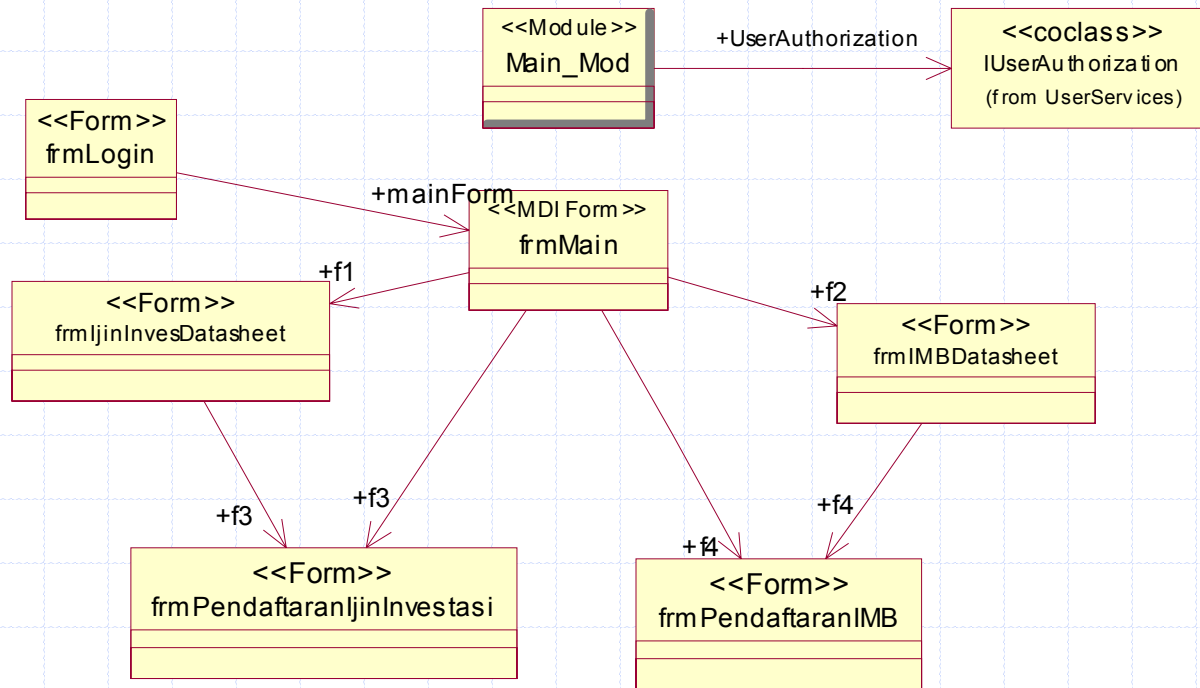 <<Module>>
Main_Mod
+UserAuthorization
<<coclass>>
IUserAuthorization
(from UserServices)
<<Form>>
frmLogin
+mainForm
<<MDI Form>>
frmMain
+f1
+f2
<<Form>>
frmIjinInvesDatasheet
<<Form>>
frmIMBDatasheet
+f3
+f3
+f4
+f4
<<Form>>
frmPendaftaranIjinInvestasi
<<Form>>
frmPendaftaranIMB